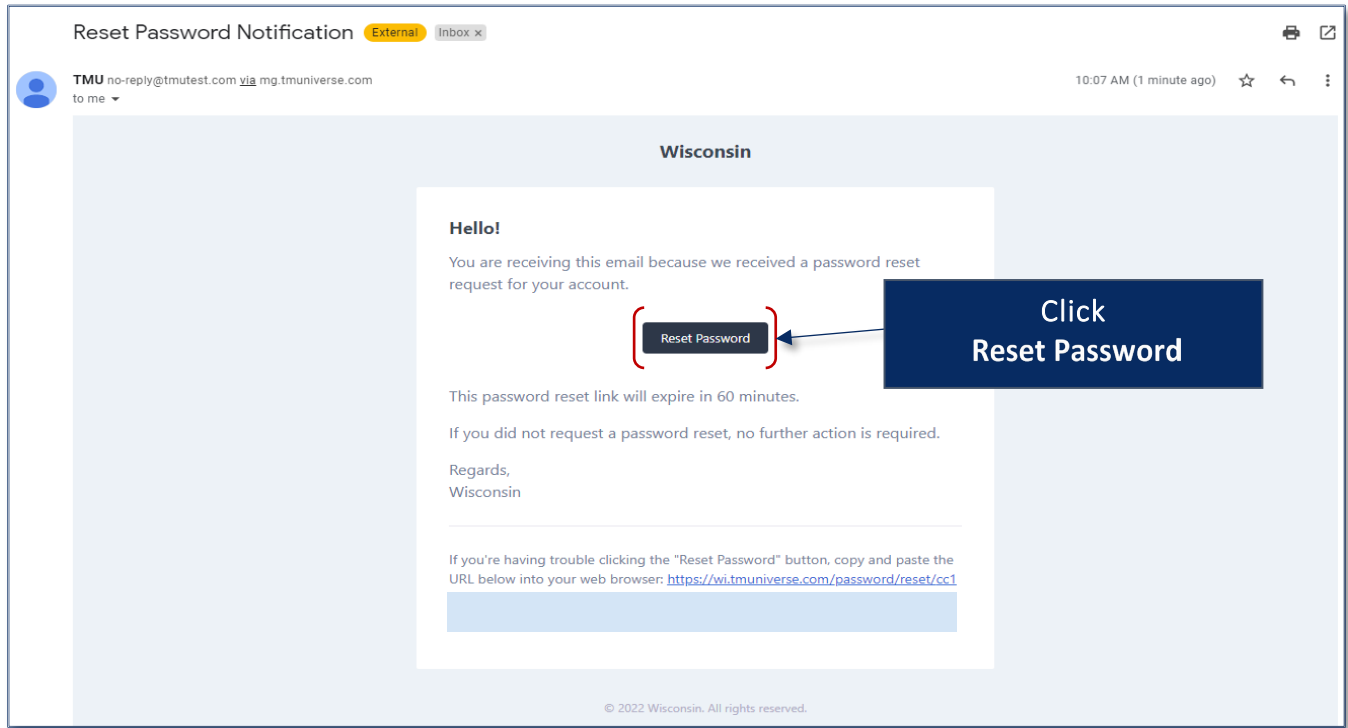 Reset Password Notification External Inbox ×
TMU no-reply@tmutest.com via mg.tmuniverse.com 10:07 AM (1 minute ago)
to me
Wisconsin
Hello!
You are receiving this email because we received a password reset
request for your account.
Reset Password
Click
Reset Password
This password reset link will expire in 60 minutes.
If you did not request a password reset, no further action is required.
Regards,
Wisconsin
If you're having trouble clicking the "Reset Password" button, copy and paste the
URL below into your web browser: https://wi.tmuniverse.com/password/reset/cc1
© 2022 Wisconsin. All rights reserved.